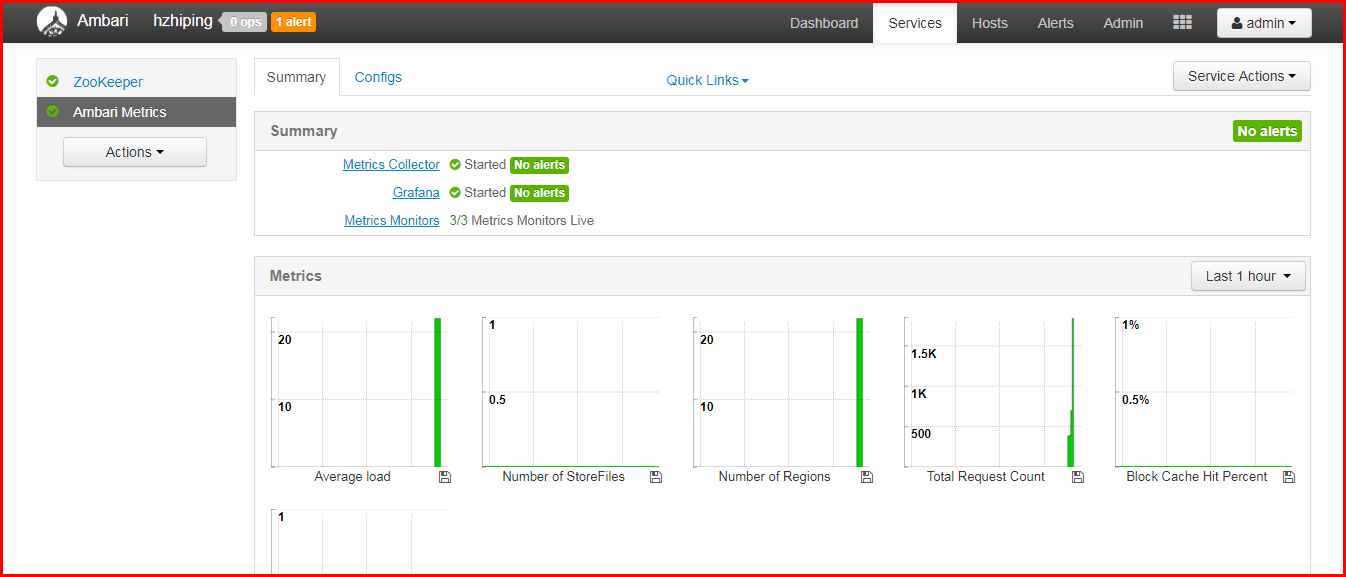 Ambari hzhiping 0 ops 1 alert Dashboard Services Hosts Alerts Admin admin
ZooKeeper
Ambari Metrics
Actions
Summary Configs Quick Links Service Actions
Summary No alerts
Metrics Collector Started No alerts
Grafana Started No alerts
Metrics Monitors 3/3 Metrics Monitors Live
Metrics Last 1 hour
20
10
Average load
1
0.5
Number of StoreFiles
20
10
Number of Regions
1.5K
1K
500
Total Request Count
1%
0.5%
Block Cache Hit Percent
1